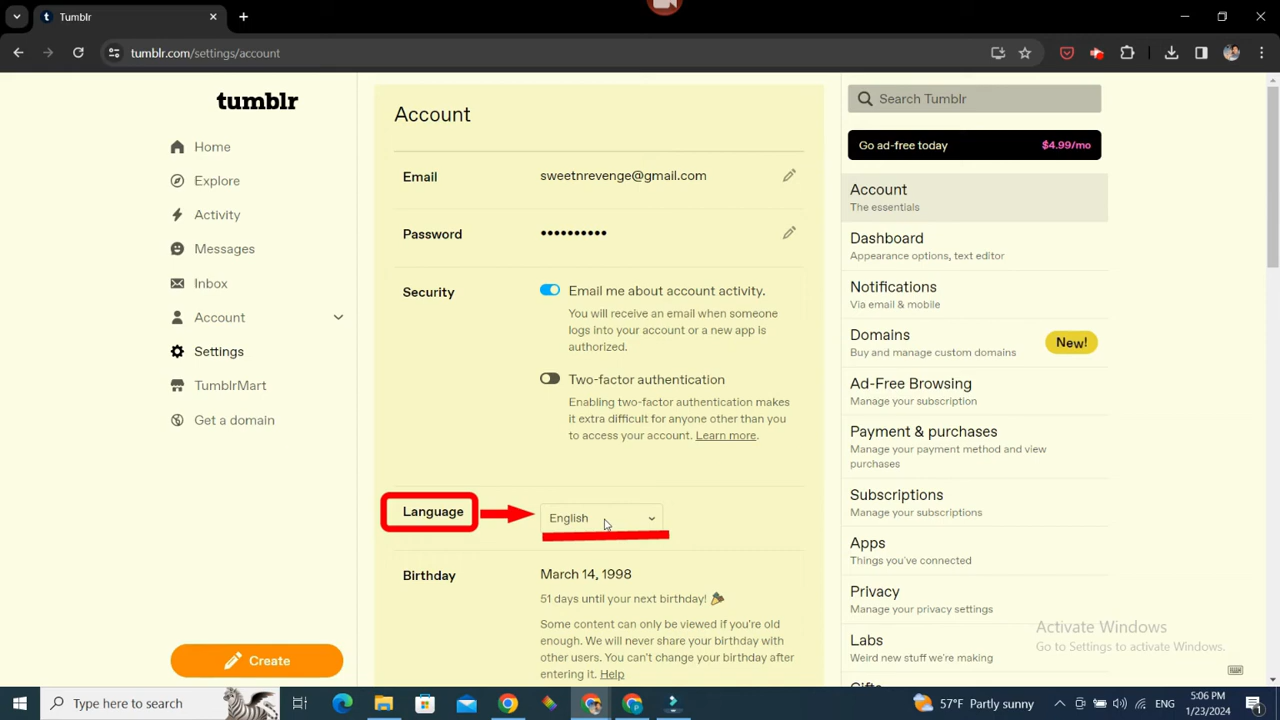 Tumblr
tumblr.com/settings/account
tumblr
Home
Explore
Activity
Messages
Inbox
Account
Settings
TumblrMart
Get a domain
Create
Account
Email
sweetnrevenge@gmail.com
Password
••••••••••
Security
Email me about account activity.
You will receive an email when someone
logs into your account or a new app is
authorized.
Two-factor authentication
Enabling two-factor authentication makes
it extra difficult for anyone other than you
to access your account. Learn more.
Language
English
Birthday
March 14, 1998
51 days until your next birthday! 🎉
Some content can only be viewed if you're old
enough. We will never share your birthday with
other users. You can't change your birthday after
entering it. Help
Search Tumblr
Go ad-free today $4.99/mo
Account
The essentials
Dashboard
Appearance options, text editor
Notifications
Via email & mobile
Domains
Buy and manage custom domains
New!
Ad-Free Browsing
Manage your subscription
Payment & purchases
Manage your payment method and view
purchases
Subscriptions
Manage your subscriptions
Apps
Things you've connected
Privacy
Manage your privacy settings
Labs
Weird new stuff we're making
Gifts
Activate Windows
Go to Settings to activate Windows.
Type here to search
57°F Partly sunny
ENG
5:06 PM
1/23/2024
1